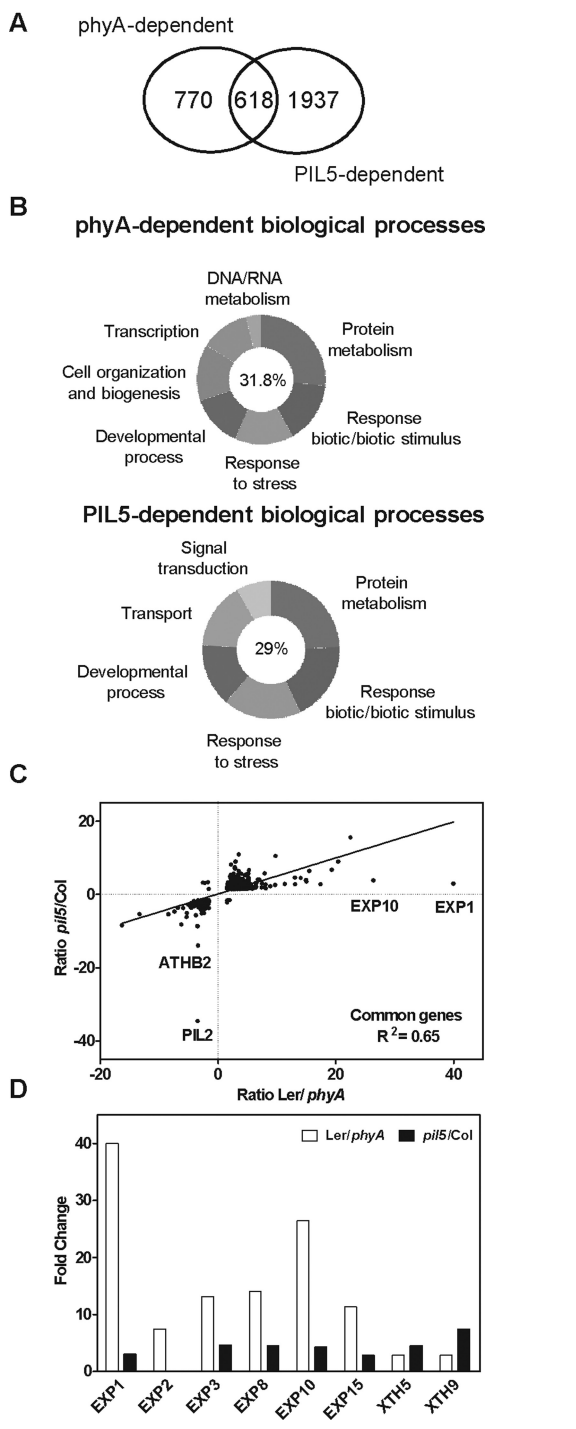 A
phyA-dependent
770 618 1937
PIL5-dependent
B
phyA-dependent biological processes
DNA/RNA
metabolism
Transcription
Protein
metabolism
Cell organization
and biogenesis
31.8%
Response
biotic/biotic stimulus
Developmental
process
Response
to stress
PIL5-dependent biological processes
Signal
transduction
Protein
metabolism
Transport
29%
Developmental
process
Response
biotic/biotic stimulus
Response
to stress
C
Ratio pil5/Col
20
0
-20
-40
EXP10
EXP1
ATHB2
PIL2
Common genes
R2= 0.65
-20 0 20 40
Ratio Ler/phyA
D
Ler/phyA pil5/Col
Fold Change
40
30
20
10
0
EXP1 EXP2 EXP3 EXP8 EXP10 EXP15 XTH5 XTH9